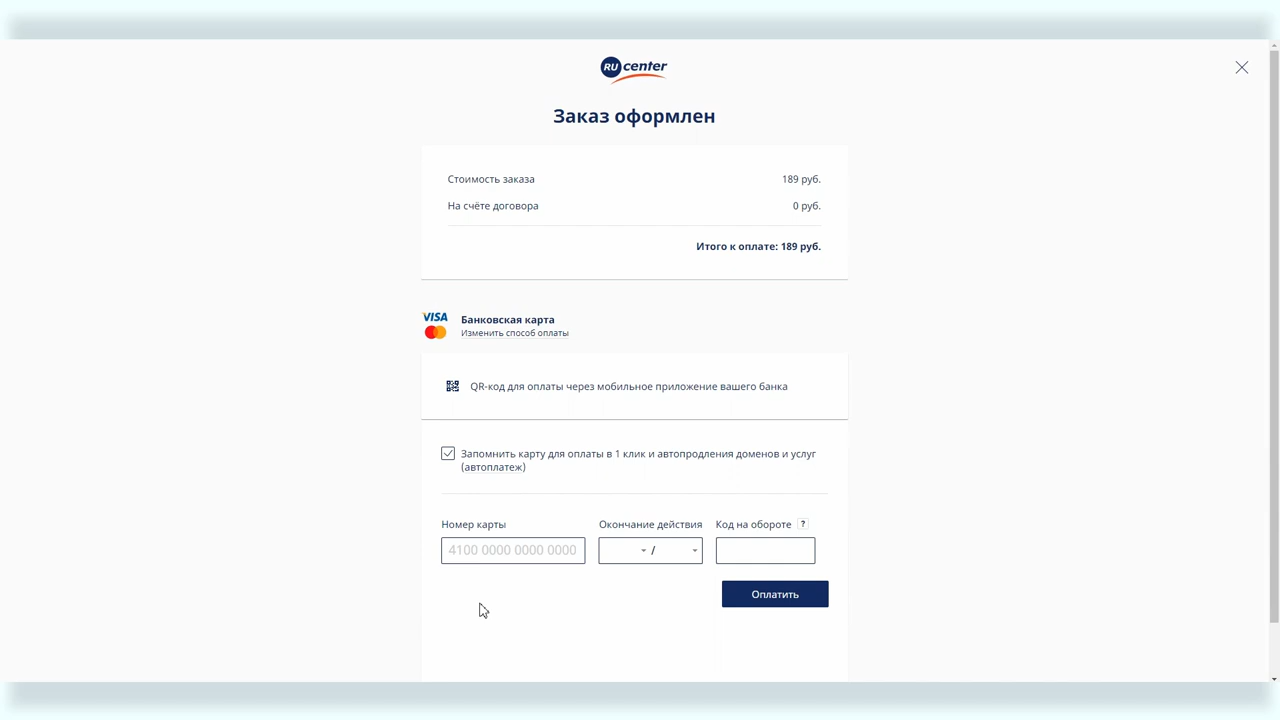 RU center
Заказ оформлен
Стоимость заказа 189 руб.
На счёте договора 0 руб.
Итого к оплате: 189 руб.
VISA
Банковская карта
Изменить способ оплаты
QR-код для оплаты через мобильное приложение вашего банка
Запомнить карту для оплаты в 1 клик и автопродления доменов и услуг
(автоплатеж)
Номер карты Окончание действия Код на обороте ?
4100 0000 0000 0000 /
Оплатить